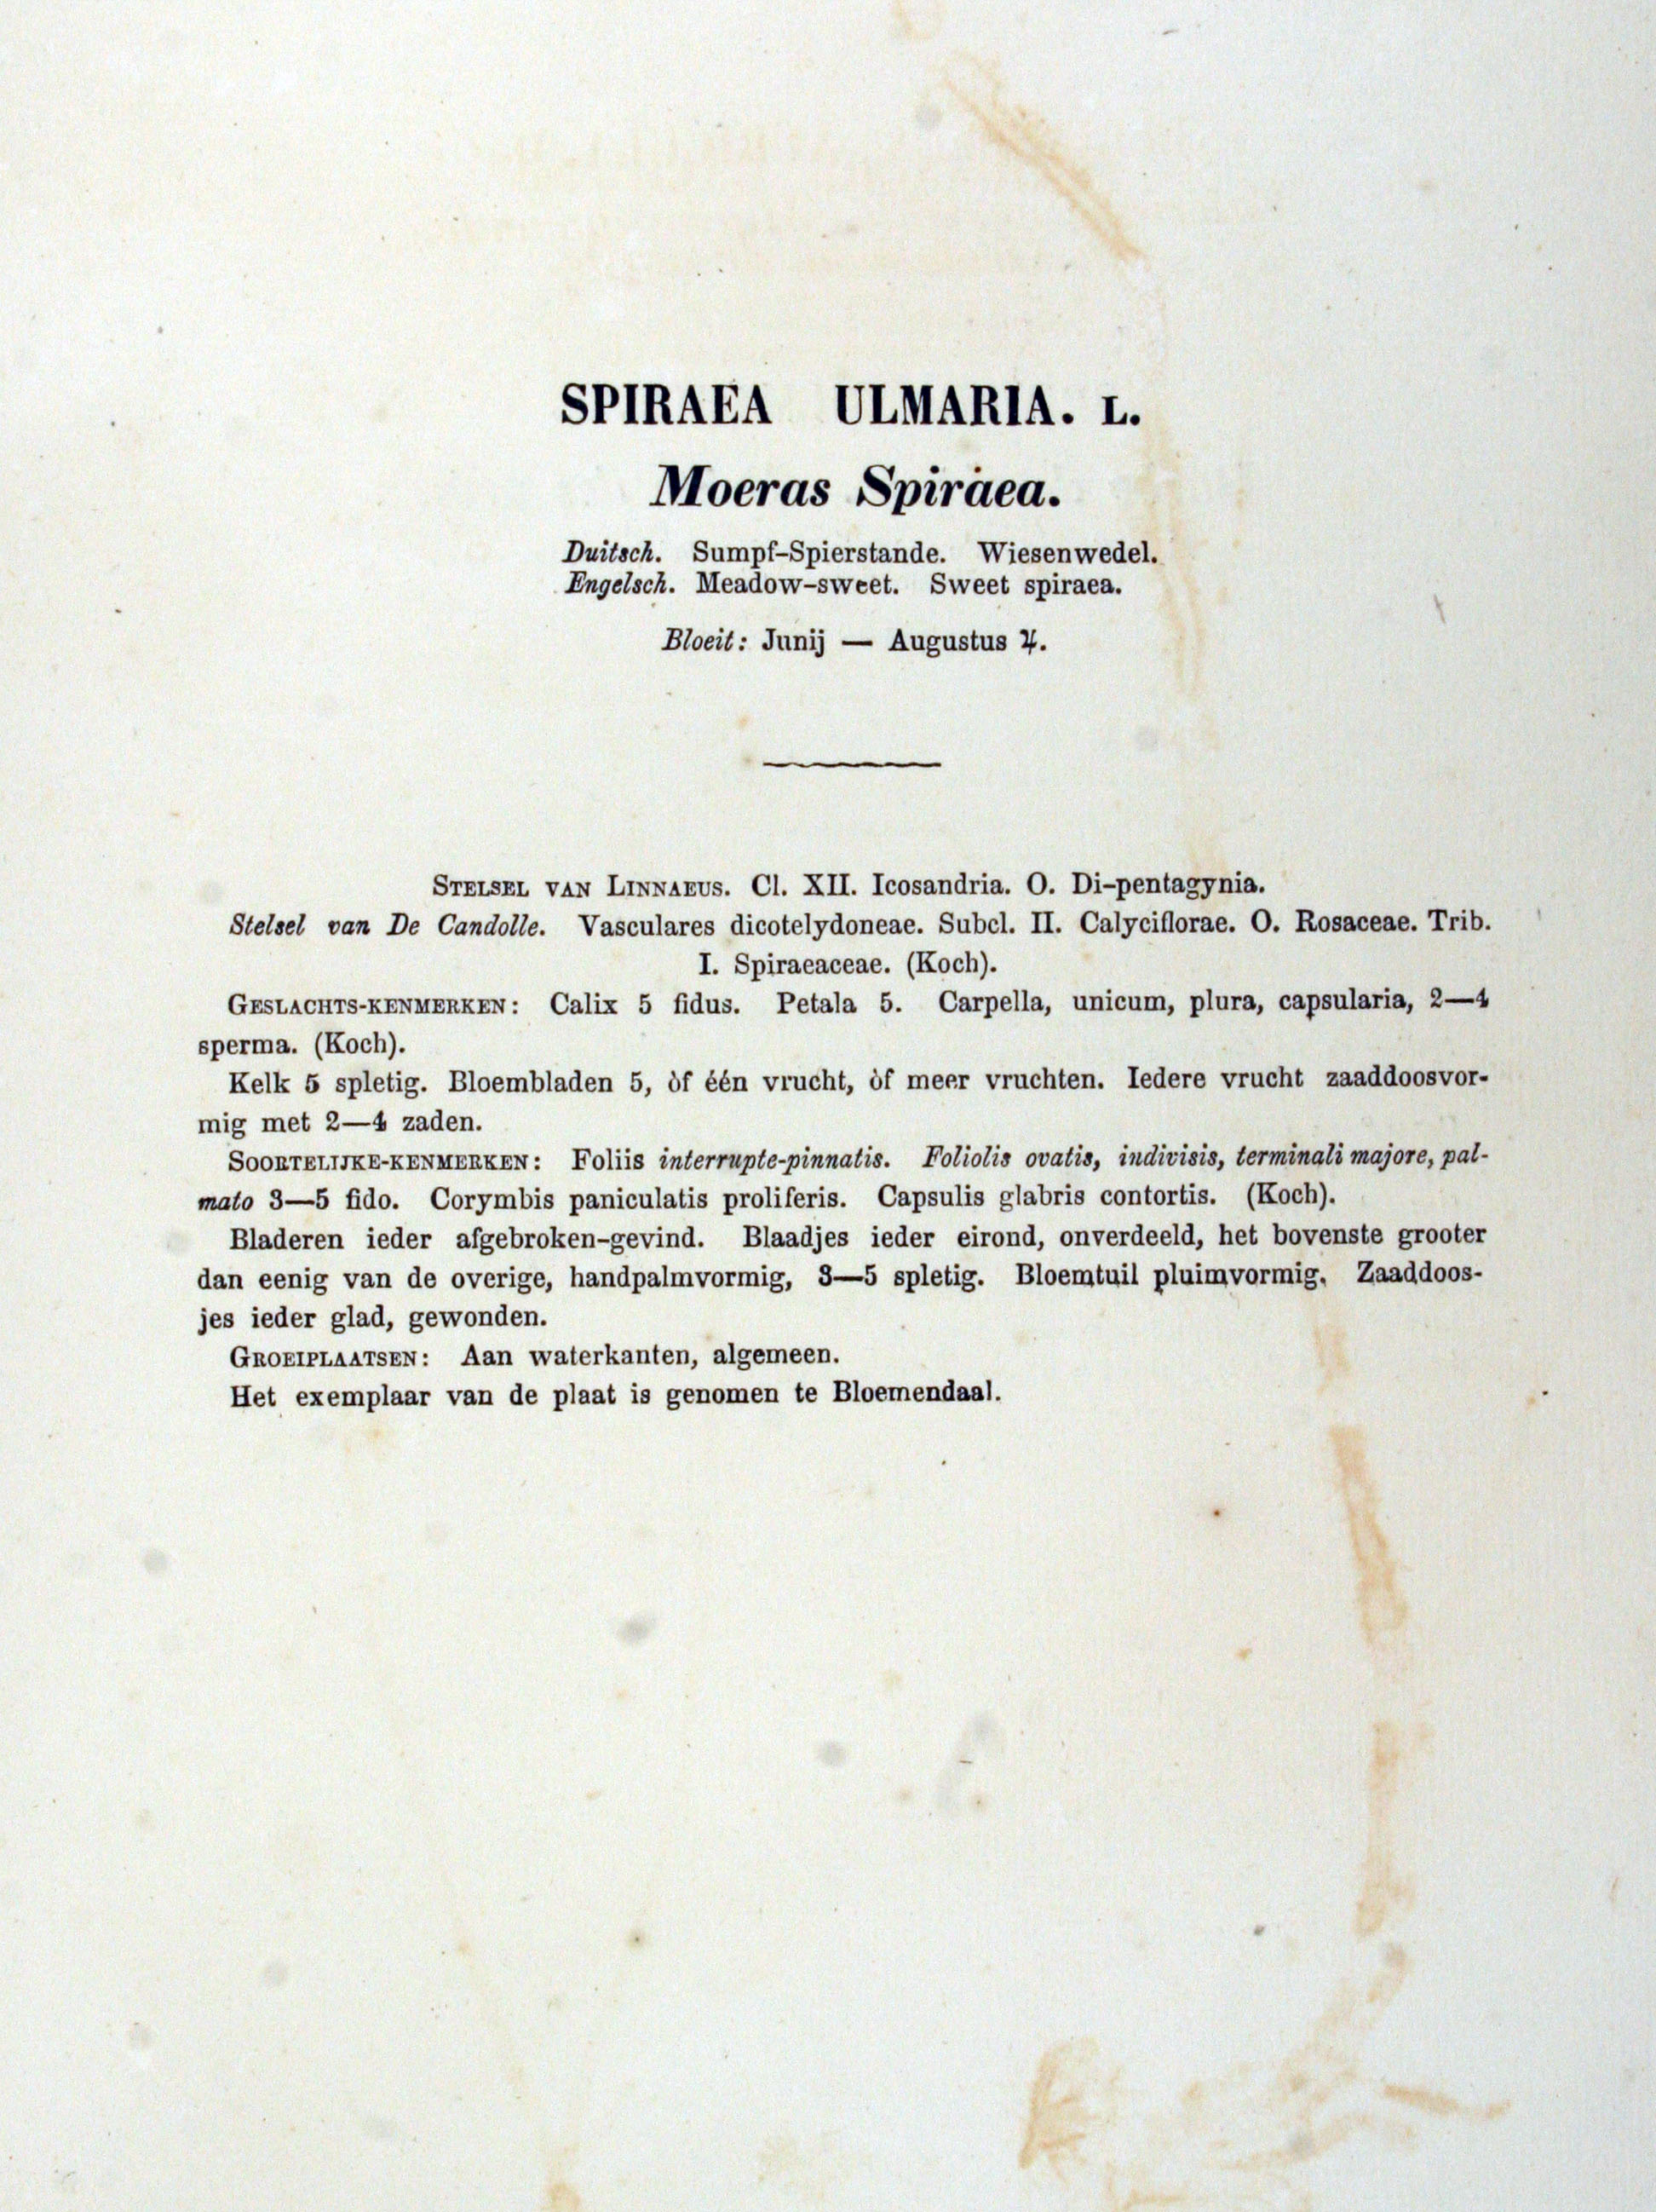 SPIRAEA ULMARIA. L.
Moeras Spiraea.
Duitsch. Sumpf-Spierstande. Wiesenwedel.
Engelsch. Meadow-sweet. Sweet spiraea.
Bloeit: Junij — Augustus ♃.
STELSEL VAN LINNAEUS. Cl. XII. Icosandria. O. Di-pentagynia.
Stelsel van De Candolle. Vasculares dicotelydoneae. Subcl. II. Calyciflorae. O. Rosaceae. Trib.
I. Spiraeaceae. (Koch).
GESLACHTS-KENMERKEN: Calix 5 fidus. Petala 5. Carpella, unicum, plura, capsularia, 2—4
sperma. (Koch).
Kelk 5 spletig. Bloembladen 5, òf één vrucht, òf meer vruchten. Iedere vrucht zaaddoosvor-
mig met 2—4 zaden.
SOORTELIJKE-KENMERKEN: Foliis interrupte-pinnatis. Foliolis ovatis, indivisis, terminali majore, pal-
mato 3—5 fido. Corymbis paniculatis proliferis. Capsulis glabris contortis. (Koch).
Bladeren ieder afgebroken-gevind. Blaadjes ieder eirond, onverdeeld, het bovenste grooter
dan eenig van de overige, handpalmvormig, 3—5 spletig. Bloemtuil pluimvormig. Zaaddoos-
jes ieder glad, gewonden.
GROEIPLAATSEN: Aan waterkanten, algemeen.
Het exemplaar van de plaat is genomen te Bloemendaal.